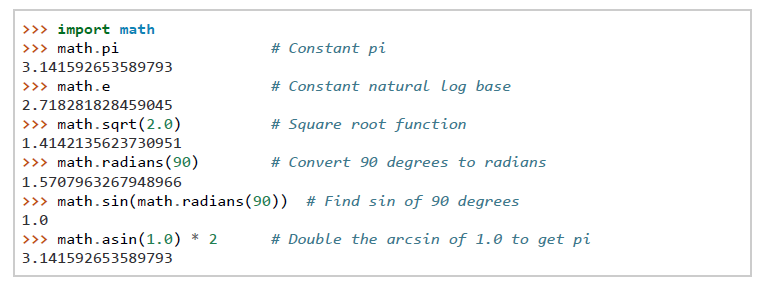 >>> import math
>>> math.pi # Constant pi
3.141592653589793
>>> math.e # Constant natural log base
2.718281828459045
>>> math.sqrt(2.0) # Square root function
1.4142135623730951
>>> math.radians(90) # Convert 90 degrees to radians
1.5707963267948966
>>> math.sin(math.radians(90)) # Find sin of 90 degrees
1.0
>>> math.asin(1.0) * 2 # Double the arcsin of 1.0 to get pi
3.141592653589793